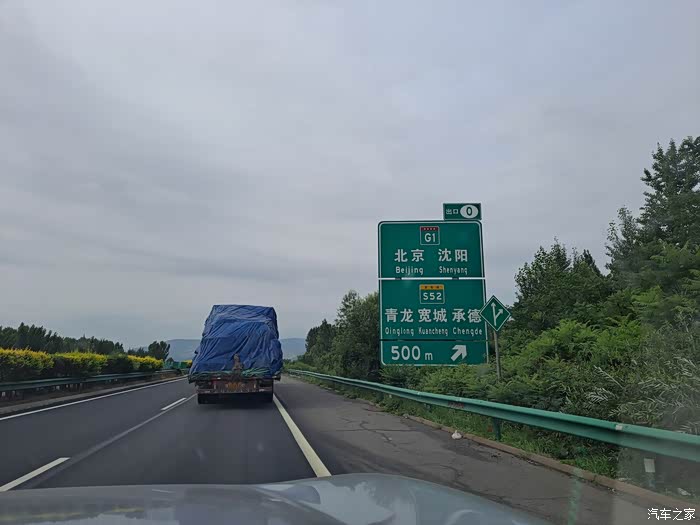 出口 0
G1
北京 沈阳
Beijing Shenyang
S52
青龙 宽城 承德
Qinglong Kuancheng Chengde
500 m
汽车之家